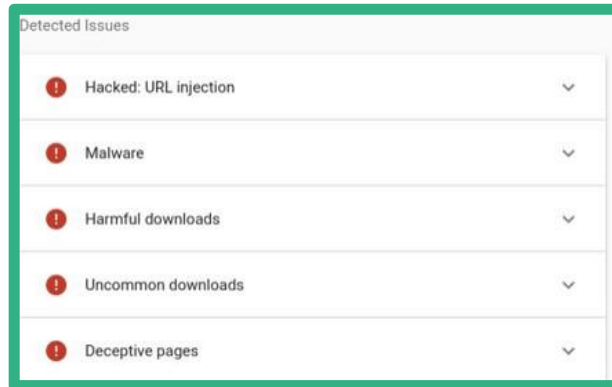 Detected Issues
Hacked: URL injection
Malware
Harmful downloads
Uncommon downloads
Deceptive pages